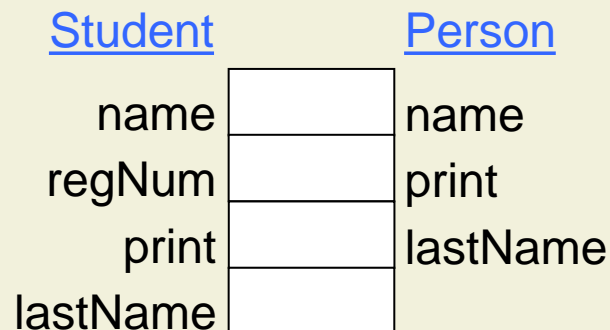 Student Person
name name
regNum print
print lastName
lastName